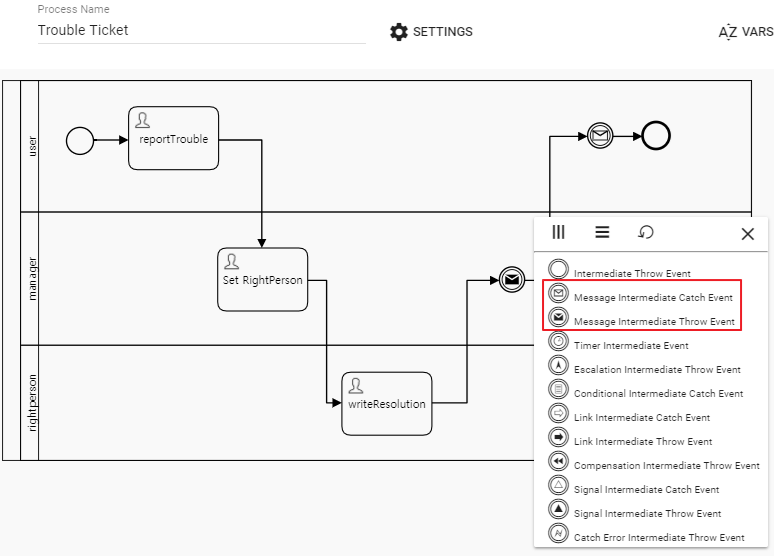 Process Name
Trouble Ticket
SETTINGS
AZ VARS
user
reportTrouble
manager
Set RightPerson
rightperson
writeResolution
Intermediate Throw Event
Message Intermediate Catch Event
Message Intermediate Throw Event
Timer Intermediate Event
Escalation Intermediate Throw Event
Conditional Intermediate Catch Event
Link Intermediate Catch Event
Link Intermediate Throw Event
Compensation Intermediate Throw Event
Signal Intermediate Catch Event
Signal Intermediate Throw Event
Catch Error Intermediate Throw Event